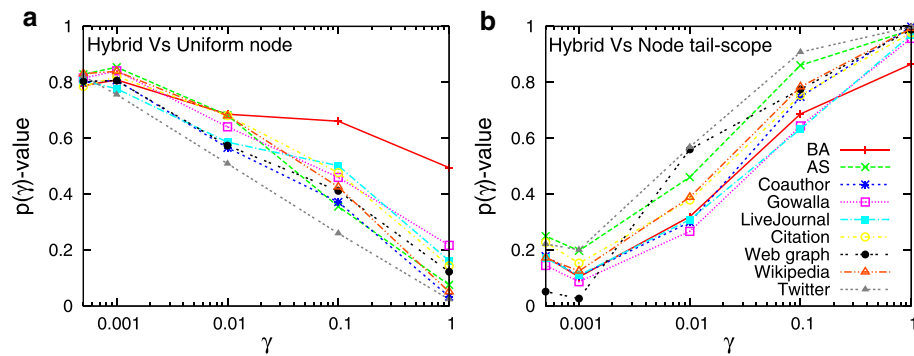 a
Hybrid Vs Uniform node
p(γ)-value
1
0.8
0.6
0.4
0.2
0
0.001
0.01
0.1
1
γ
b
Hybrid Vs Node tail-scope
p(γ)-value
1
0.8
0.6
0.4
0.2
0
BA
AS
Coauthor
Gowalla
LiveJournal
Citation
Web graph
Wikipedia
Twitter
0.001
0.01
0.1
1
γ